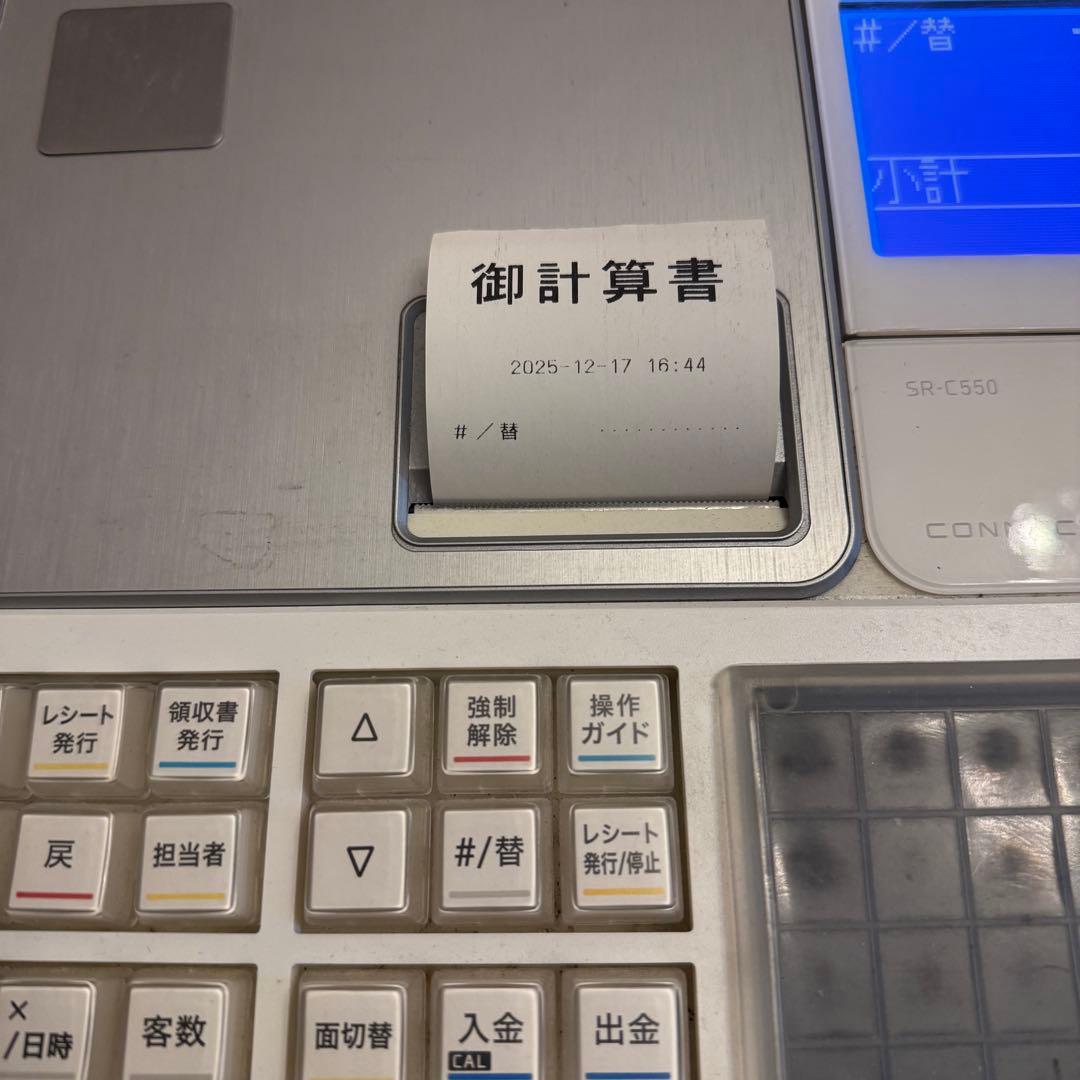 #／替
小計
御計算書
2025-12-17 16:44
#／替 ............
SR-C550
レシート
発行
領収書
発行
△
強制
解除
操作
ガイド
戻
担当者
▽
#/替
レシート
発行/停止
×
/日時
客数
面切替
入金
CAL
出金